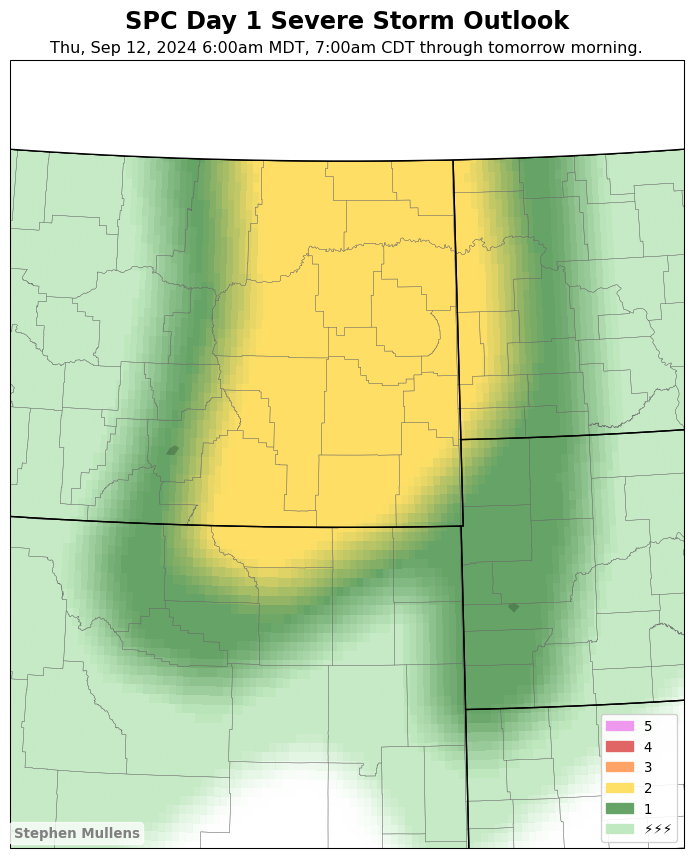 SPC Day 1 Severe Storm Outlook
Thu, Sep 12, 2024 6:00am MDT, 7:00am CDT through tomorrow morning.
5
4
3
2
1
⚡⚡⚡
Stephen Mullens